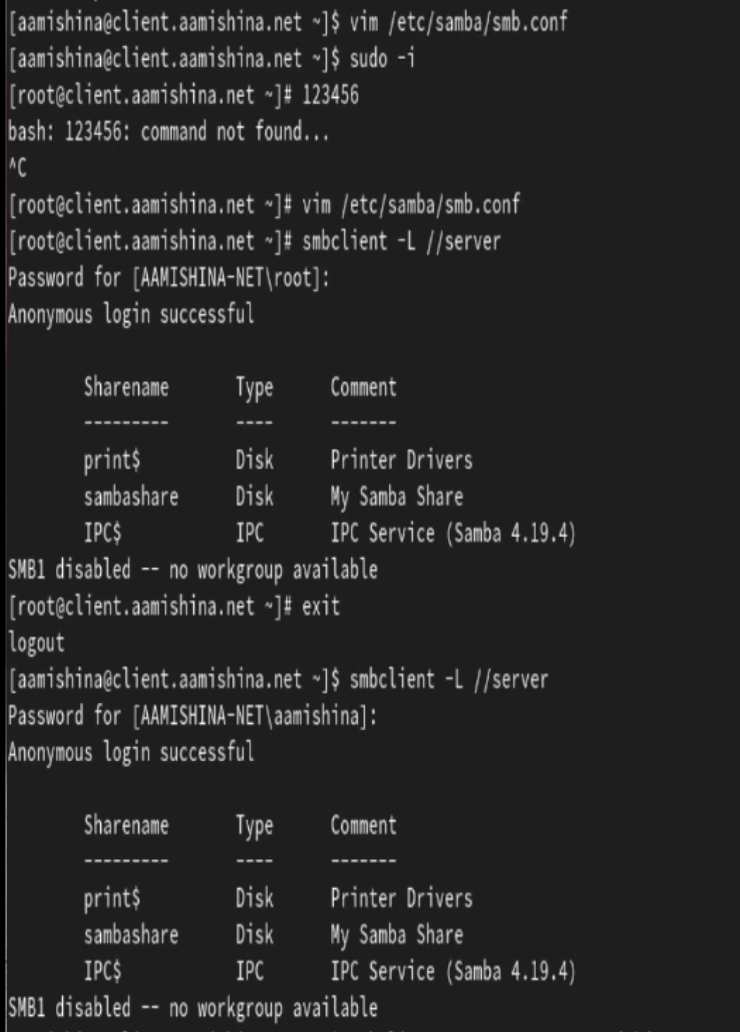 [aamishina@client.aamishina.net ~]$ vim /etc/samba/smb.conf
[aamishina@client.aamishina.net ~]$ sudo -i
[root@client.aamishina.net ~]# 123456
bash: 123456: command not found...
^C
[root@client.aamishina.net ~]# vim /etc/samba/smb.conf
[root@client.aamishina.net ~]# smbclient -L //server
Password for [AAMISHINA-NET\root]:
Anonymous login successful
Sharename Type Comment
--------- ---- -------
print$ Disk Printer Drivers
sambashare Disk My Samba Share
IPC$ IPC IPC Service (Samba 4.19.4)
SMB1 disabled -- no workgroup available
[root@client.aamishina.net ~]# exit
logout
[aamishina@client.aamishina.net ~]$ smbclient -L //server
Password for [AAMISHINA-NET\aamishina]:
Anonymous login successful
Sharename Type Comment
--------- ---- -------
print$ Disk Printer Drivers
sambashare Disk My Samba Share
IPC$ IPC IPC Service (Samba 4.19.4)
SMB1 disabled -- no workgroup available